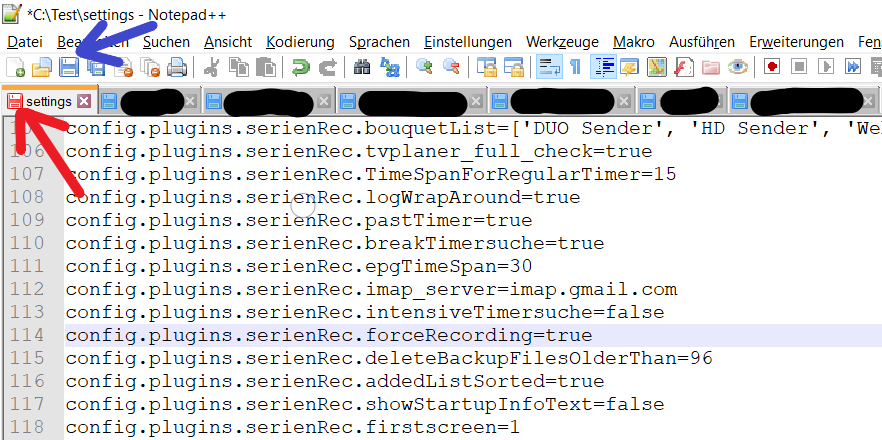 *C:\Test\settings - Notepad++
Datei Suchen Ansicht Kodierung Sprachen Einstellungen Werkzeuge Makro Ausführen Erweiterungen Fen
settings
config.plugins.serienRec.bouquetList=['DUO Sender', 'HD Sender', 'We
106 config.plugins.serienRec.tvplaner_full_check=true
107 config.plugins.serienRec.TimeSpanForRegularTimer=15
108 config.plugins.serienRec.logWrapAround=true
109 config.plugins.serienRec.pastTimer=true
110 config.plugins.serienRec.breakTimersuche=true
111 config.plugins.serienRec.epgTimeSpan=30
112 config.plugins.serienRec.imap_server=imap.gmail.com
113 config.plugins.serienRec.intensiveTimersuche=false
114 config.plugins.serienRec.forceRecording=true
115 config.plugins.serienRec.deleteBackupFilesOlderThan=96
116 config.plugins.serienRec.addedListSorted=true
117 config.plugins.serienRec.showStartupInfoText=false
118 config.plugins.serienRec.firstscreen=1